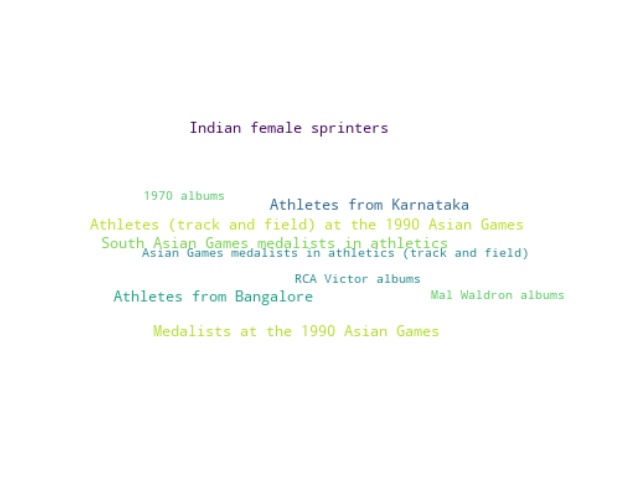 Indian female sprinters
1970 albums
Athletes from Karnataka
Athletes (track and field) at the 1990 Asian Games
South Asian Games medalists in athletics
Asian Games medalists in athletics (track and field)
RCA Victor albums
Athletes from Bangalore
Mal Waldron albums
Medalists at the 1990 Asian Games